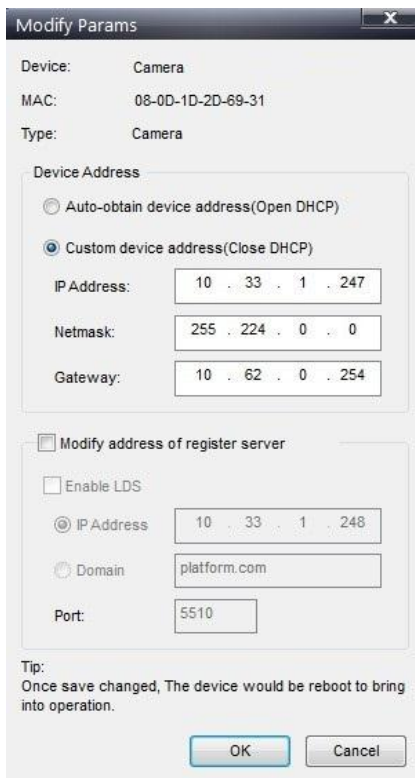 Modify Params
x
Device: Camera
MAC: 08-0D-1D-2D-69-31
Type: Camera
Device Address
Auto-obtain device address(Open DHCP)
Custom device address(Close DHCP)
IP Address: 10 . 33 . 1 . 247
Netmask: 255 . 224 . 0 . 0
Gateway: 10 . 62 . 0 . 254
Modify address of register server
Enable LDS
IP Address 10 . 33 . 1 . 248
Domain platform.com
Port: 5510
Tip:
Once save changed, The device would be reboot to bring
into operation.
OK Cancel